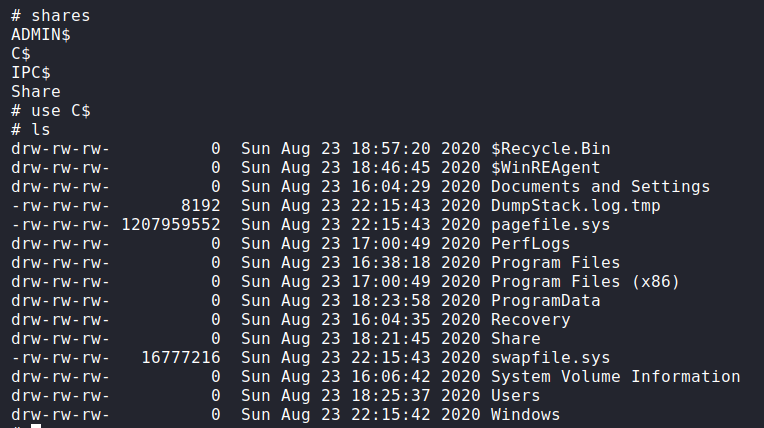 # shares
ADMIN$
C$
IPC$
Share
# use C$
# ls
drw-rw-rw-          0  Sun Aug 23 18:57:20 2020 $Recycle.Bin
drw-rw-rw-          0  Sun Aug 23 18:46:45 2020 $WinREAgent
drw-rw-rw-          0  Sun Aug 23 16:04:29 2020 Documents and Settings
-rw-rw-rw-       8192  Sun Aug 23 22:15:43 2020 DumpStack.log.tmp
-rw-rw-rw- 1207959552  Sun Aug 23 22:15:43 2020 pagefile.sys
drw-rw-rw-          0  Sun Aug 23 17:00:49 2020 PerfLogs
drw-rw-rw-          0  Sun Aug 23 16:38:18 2020 Program Files
drw-rw-rw-          0  Sun Aug 23 17:00:49 2020 Program Files (x86)
drw-rw-rw-          0  Sun Aug 23 18:23:58 2020 ProgramData
drw-rw-rw-          0  Sun Aug 23 16:04:35 2020 Recovery
drw-rw-rw-          0  Sun Aug 23 18:21:45 2020 Share
-rw-rw-rw-   16777216  Sun Aug 23 22:15:43 2020 swapfile.sys
drw-rw-rw-          0  Sun Aug 23 16:06:42 2020 System Volume Information
drw-rw-rw-          0  Sun Aug 23 18:25:37 2020 Users
drw-rw-rw-          0  Sun Aug 23 22:15:42 2020 Windows